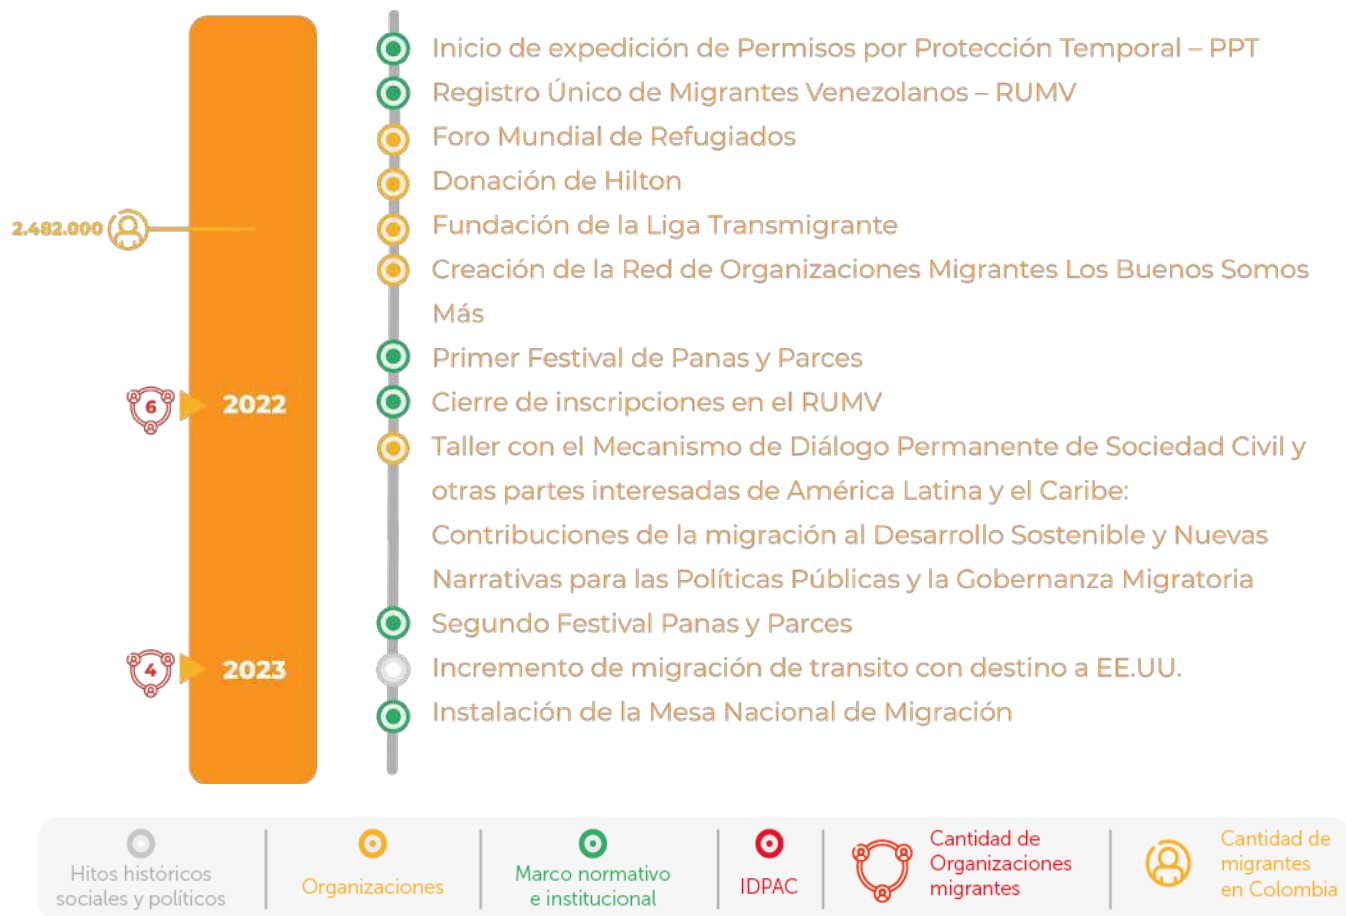 Inicio de expedición de Permisos por Protección Temporal – PPT
Registro Único de Migrantes Venezolanos – RUMV
Foro Mundial de Refugiados
Donación de Hilton
2.482.000
Fundación de la Liga Transmigrante
Creación de la Red de Organizaciones Migrantes Los Buenos Somos
Más
Primer Festival de Panas y Parces
6
2022
Cierre de inscripciones en el RUMV
Taller con el Mecanismo de Diálogo Permanente de Sociedad Civil y
otras partes interesadas de América Latina y el Caribe:
Contribuciones de la migración al Desarrollo Sostenible y Nuevas
Narrativas para las Políticas Públicas y la Gobernanza Migratoria
Segundo Festival Panas y Parces
4
2023
Incremento de migración de transito con destino a EE.UU.
Instalación de la Mesa Nacional de Migración
Hitos históricos
sociales y políticos
Organizaciones
Marco normativo
e institucional
IDPAC
Cantidad de
Organizaciones
migrantes
Cantidad de
migrantes
en Colombia